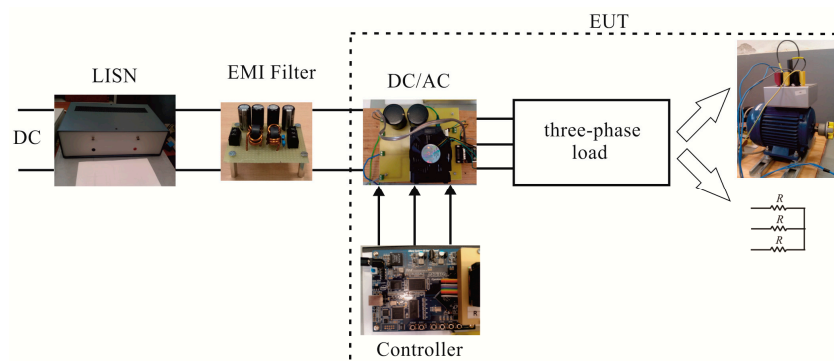 EUT
LISN
EMI Filter
DC/AC
DC
three-phase
load
R
R
R
Controller